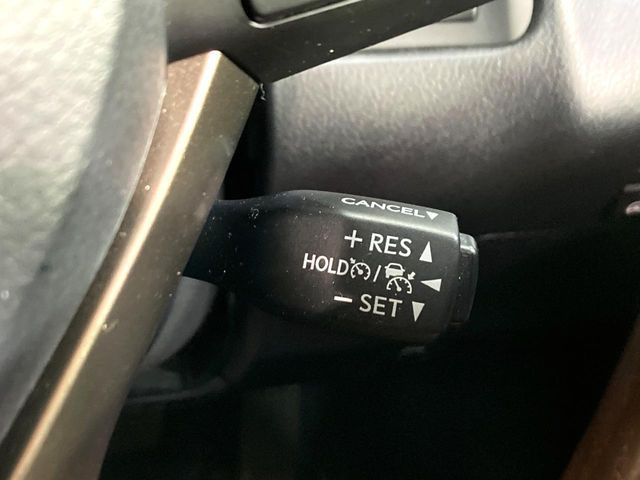 CANCEL▼
+ RES ▲
HOLD / ◀
− SET ▼